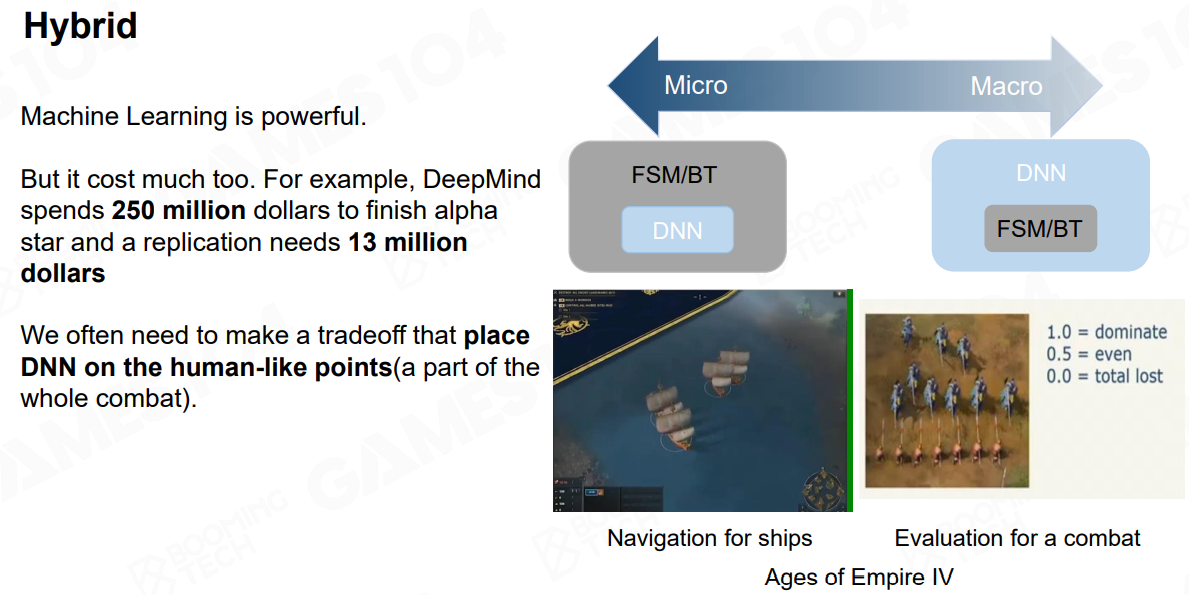 Hybrid
Machine Learning is powerful.
But it cost much too. For example, DeepMind
spends 250 million dollars to finish alpha
star and a replication needs 13 million
dollars
We often need to make a tradeoff that place
DNN on the human-like points(a part of the
whole combat).
Micro
Macro
FSM/BT
DNN
DNN
FSM/BT
1.0 = dominate
0.5 = even
0.0 = total lost
Navigation for ships
Evaluation for a combat
Ages of Empire IV
GAMES104
BOOMING
TECH